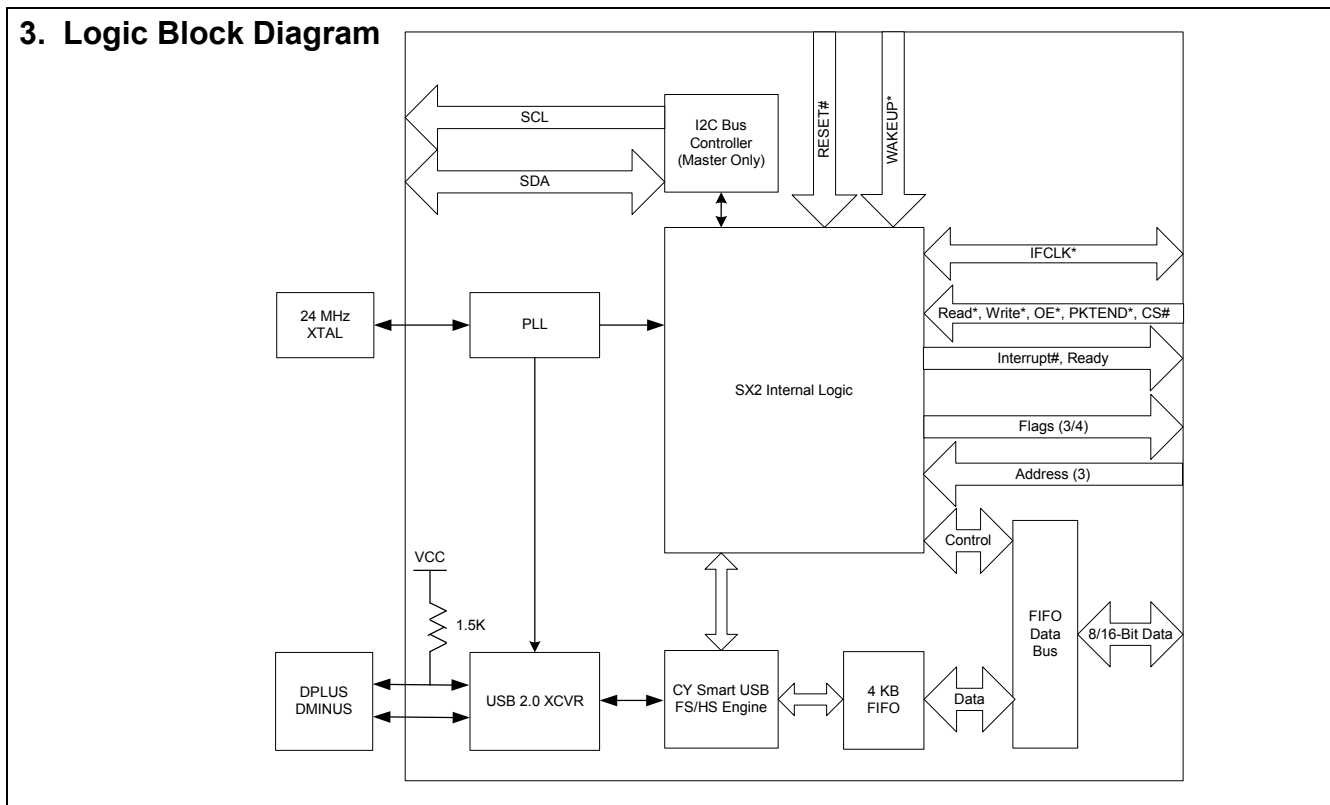 3. Logic Block Diagram
SCL
I2C Bus
Controller
(Master Only)
RESET#
WAKEUP*
SDA
IFCLK*
24 MHz
XTAL
PLL
Read*, Write*, OE*, PKTEND*, CS#
Interrupt#, Ready
SX2 Internal Logic
Flags (3/4)
Address (3)
Control
VCC
1.5K
FIFO
Data
Bus
8/16-Bit Data
DPLUS
DMINUS
USB 2.0 XCVR
CY Smart USB
FS/HS Engine
4 KB
FIFO
Data